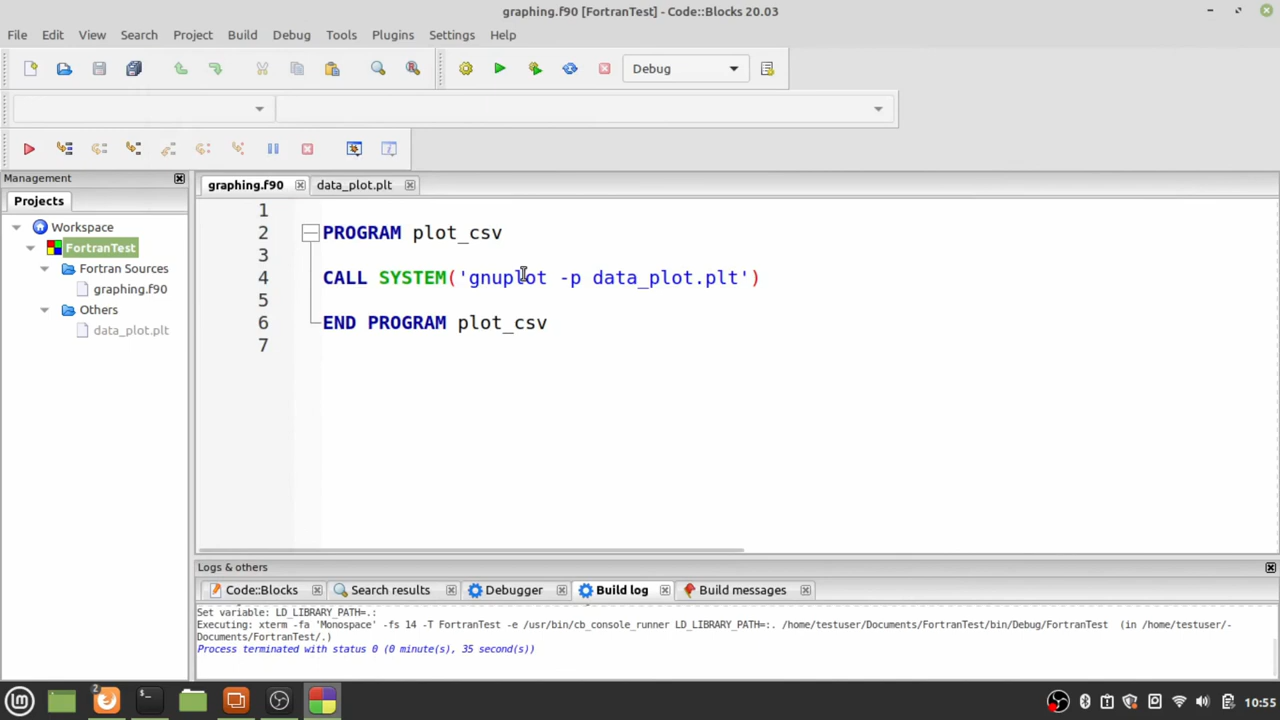 graphing.f90 [FortranTest] - Code::Blocks 20.03
File Edit View Search Project Build Debug Tools Plugins Settings Help
Debug
Management
Projects
Workspace
FortranTest
Fortran Sources
graphing.f90
Others
data_plot.plt
graphing.f90 data_plot.plt
1
2 PROGRAM plot_csv
3
4 CALL SYSTEM('gnuplot -p data_plot.plt')
5
6 END PROGRAM plot_csv
7
Logs & others
Code::Blocks Search results Debugger Build log Build messages
Set variable: LD_LIBRARY_PATH=.:
Executing: xterm -fa 'Monospace' -fs 14 -T FortranTest -e /usr/bin/cb_console_runner LD_LIBRARY_PATH=:. /home/testuser/Documents/FortranTest/bin/Debug/FortranTest (in /home/testuser/-
Documents/FortranTest/.)
Process terminated with status 0 (0 minute(s), 35 second(s))
2
10:55